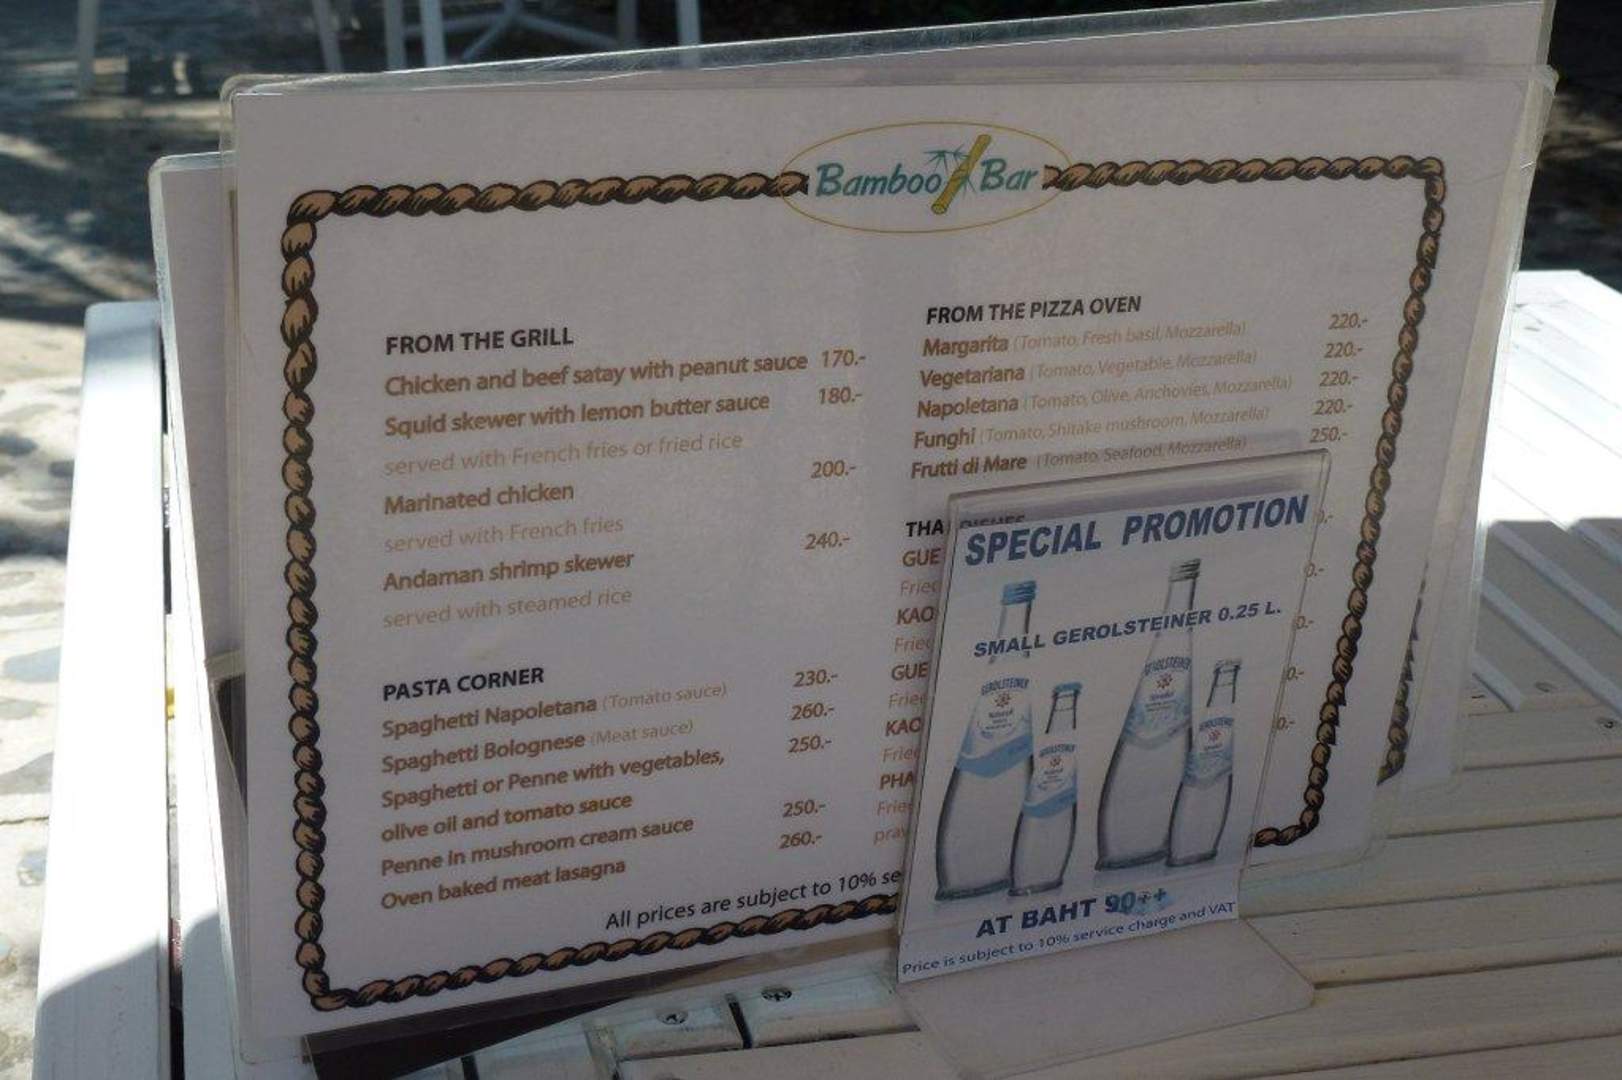 Bamboo Bar
FROM THE GRILL
Chicken and beef satay with peanut sauce 170.-
Squid skewer with lemon butter sauce 180.-
served with French fries or fried rice
Marinated chicken 200.-
served with French fries
Andaman shrimp skewer 240.-
served with steamed rice
PASTA CORNER
Spaghetti Napoletana (Tomato sauce) 230.-
Spaghetti Bolognese (Meat sauce) 260.-
Spaghetti or Penne with vegetables, 250.-
olive oil and tomato sauce
Penne in mushroom cream sauce 250.-
Oven baked meat lasagna 260.-
All prices are subject to 10%
FROM THE PIZZA OVEN
Margarita (Tomato, Fresh basil, Mozzarella) 220.-
Vegetariana (Tomato, Vegetable, Mozzarella) 220.-
Napoletana (Tomato, Olive, Anchovies, Mozzarella) 220.-
Funghi (Tomato, Shitake mushroom, Mozzarella) 220.-
Frutti di Mare (Tomato, Seafood, Mozzarella) 250.-
SPECIAL PROMOTION
SMALL GEROLSTEINER 0.25 L.
GEROLSTEINER
GEROLSTEINER
GEROLSTEINER
GEROLSTEINER
AT BAHT 90++
Price is subject to 10% service charge and VAT